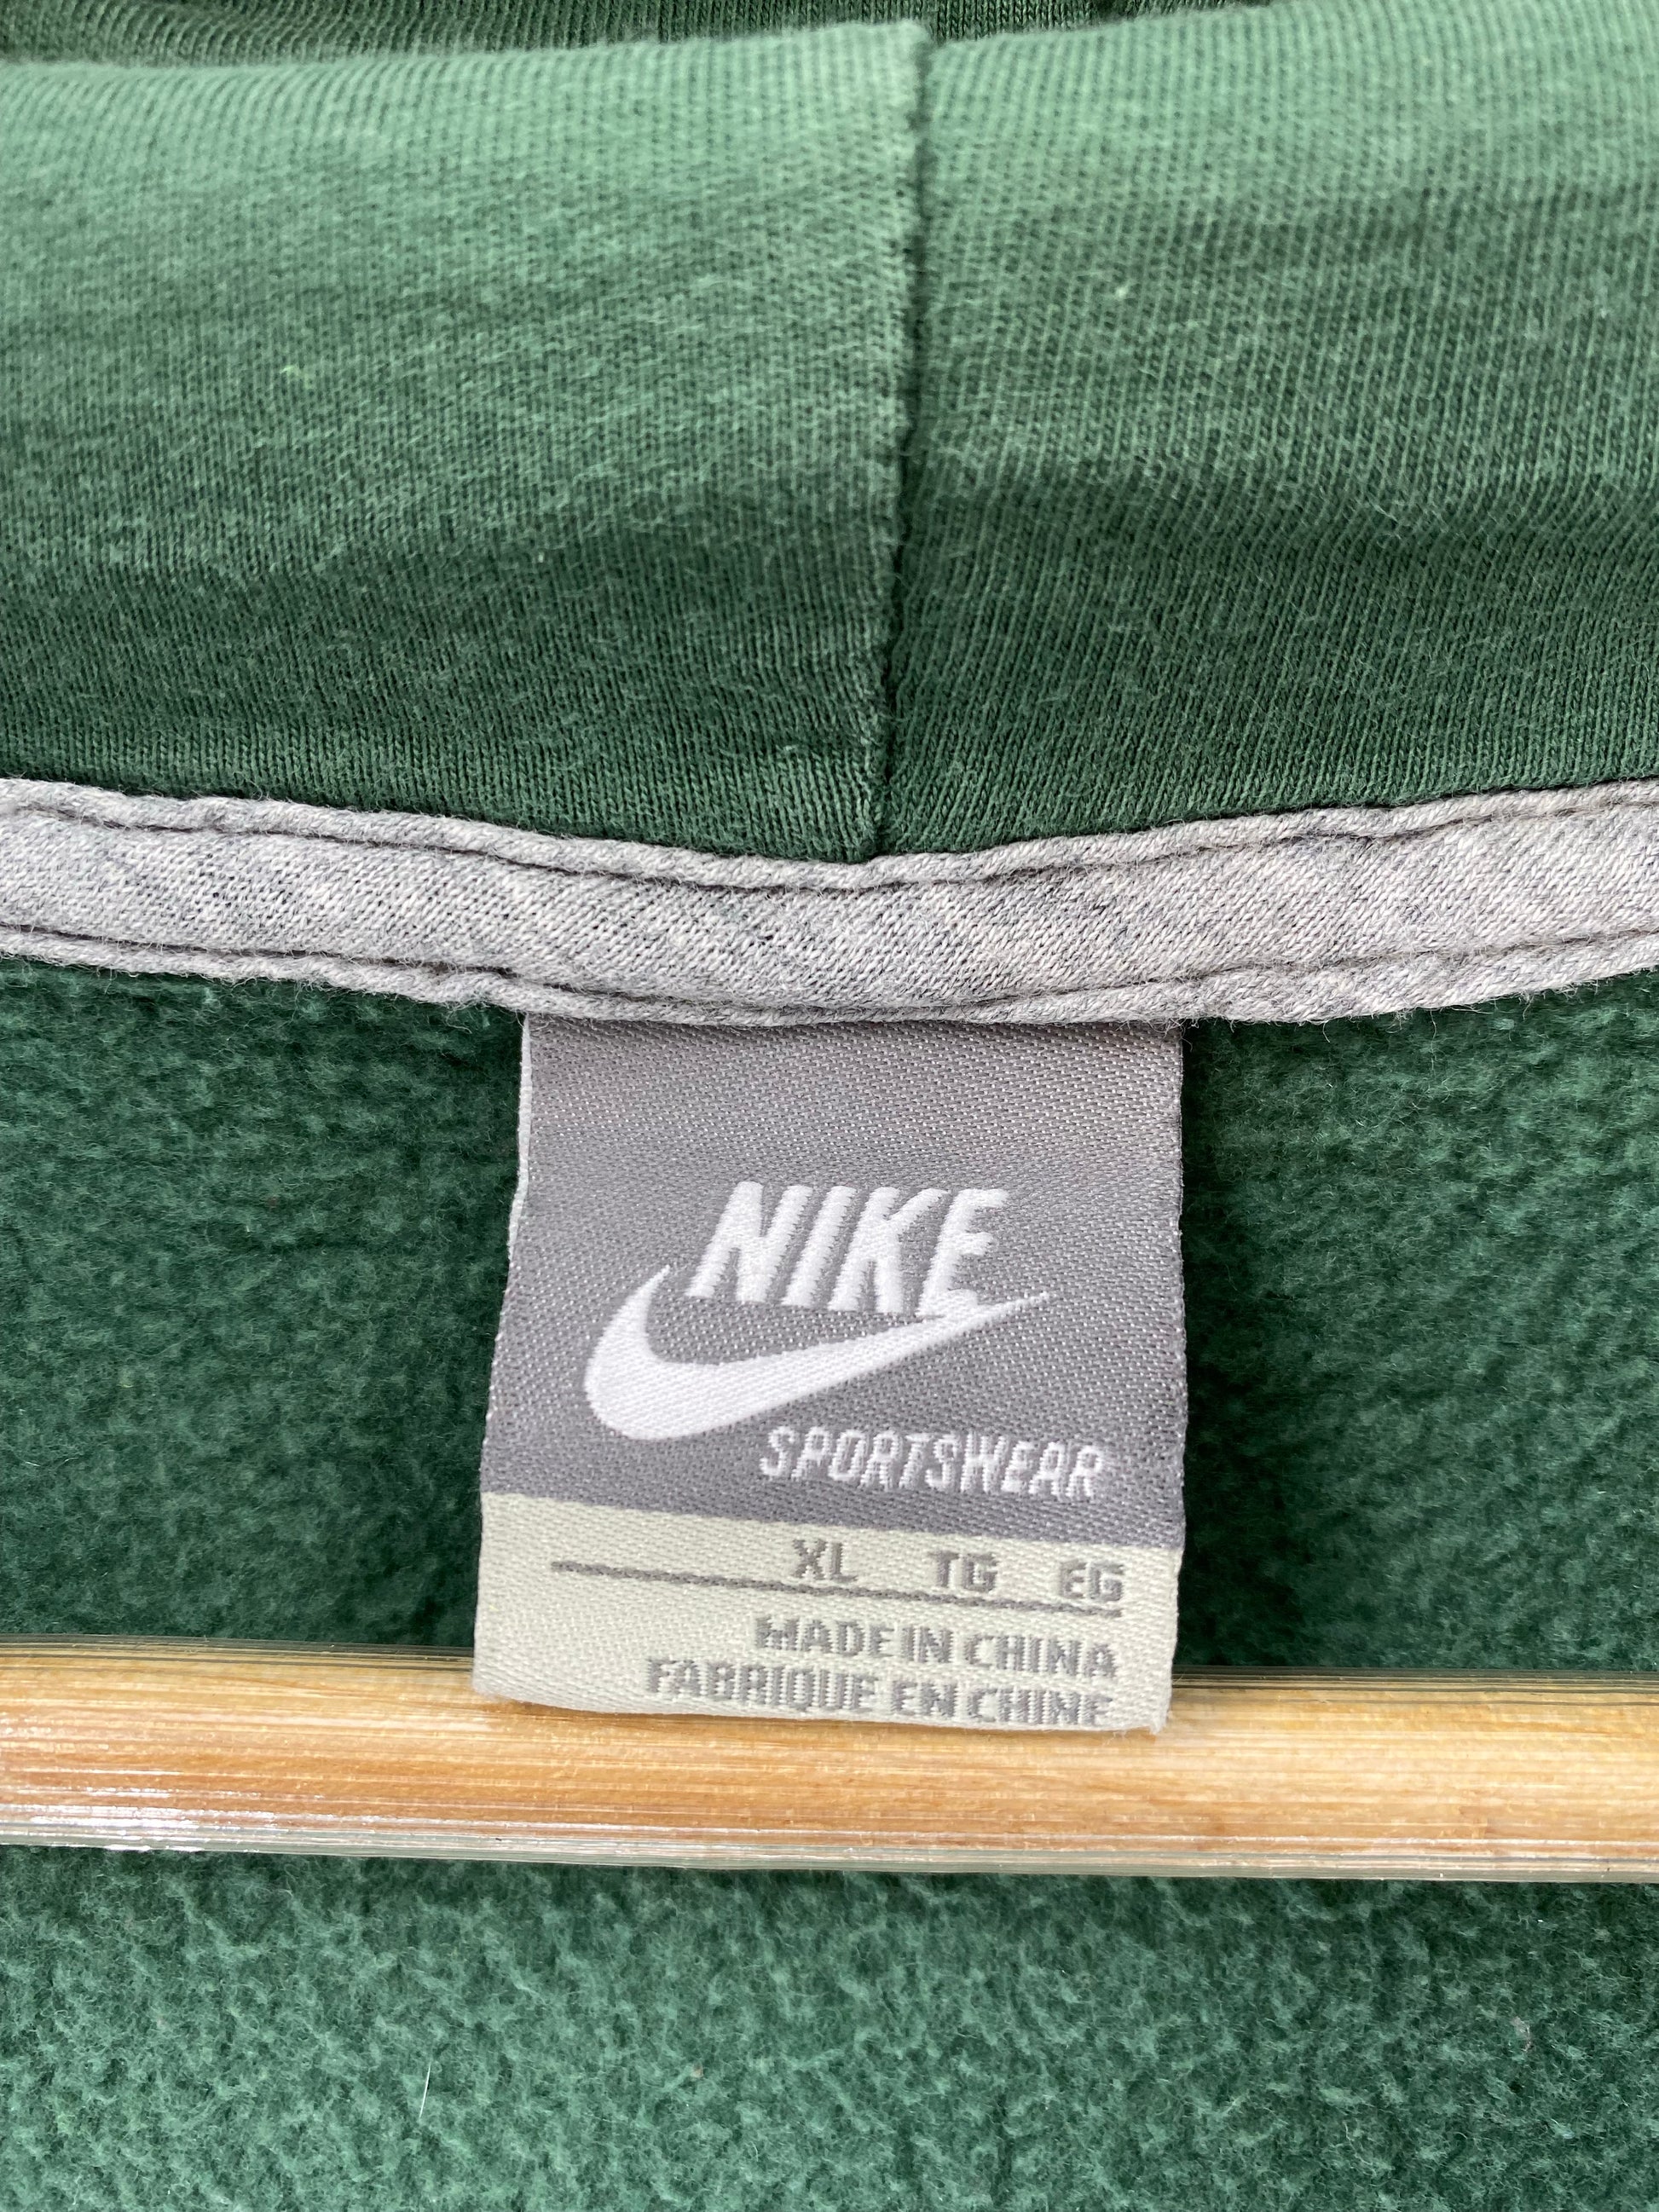 NIKE
SPORTSWEAR
XL TG EG
MADE IN CHINA
FABRIQUE EN CHINE